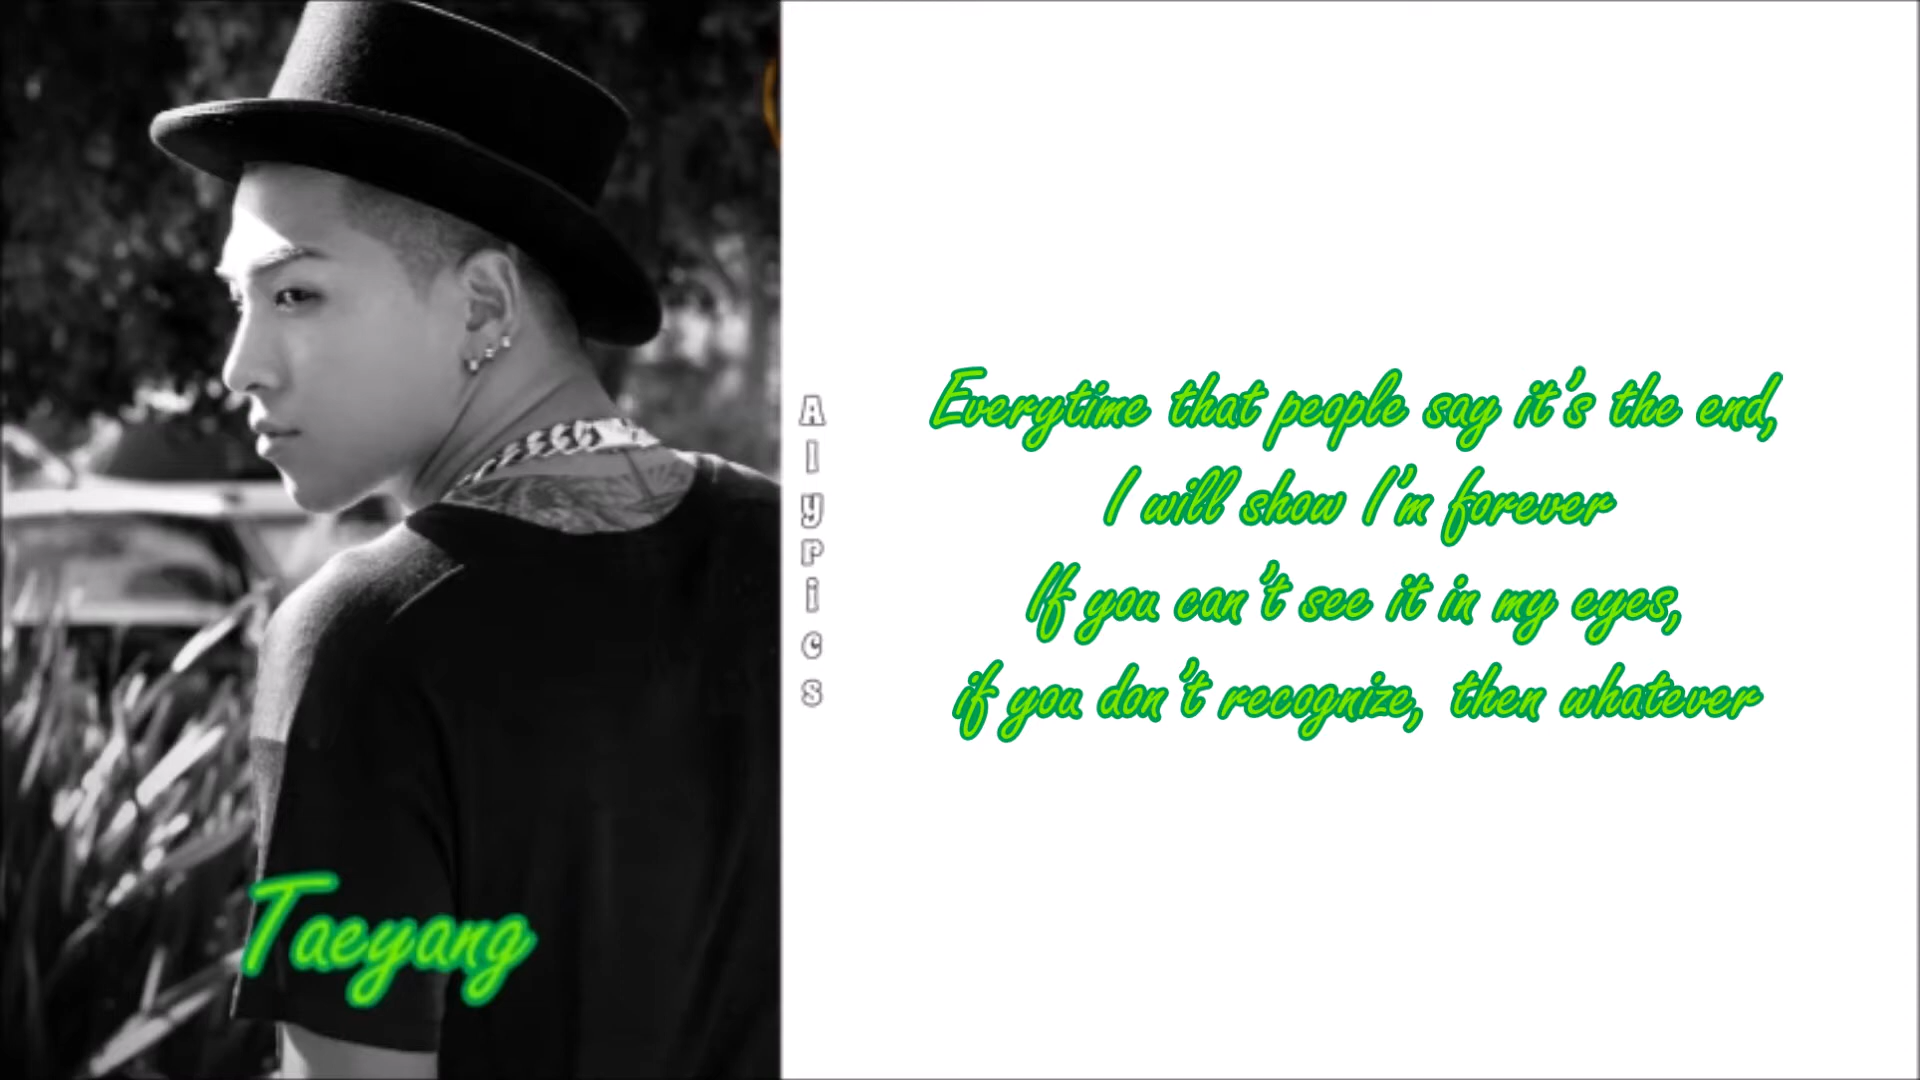 Taeyang
Alypics
Everytime that people say it's the end,
I will show I'm forever
If you can't see it in my eyes,
if you don't recognize, then whatever